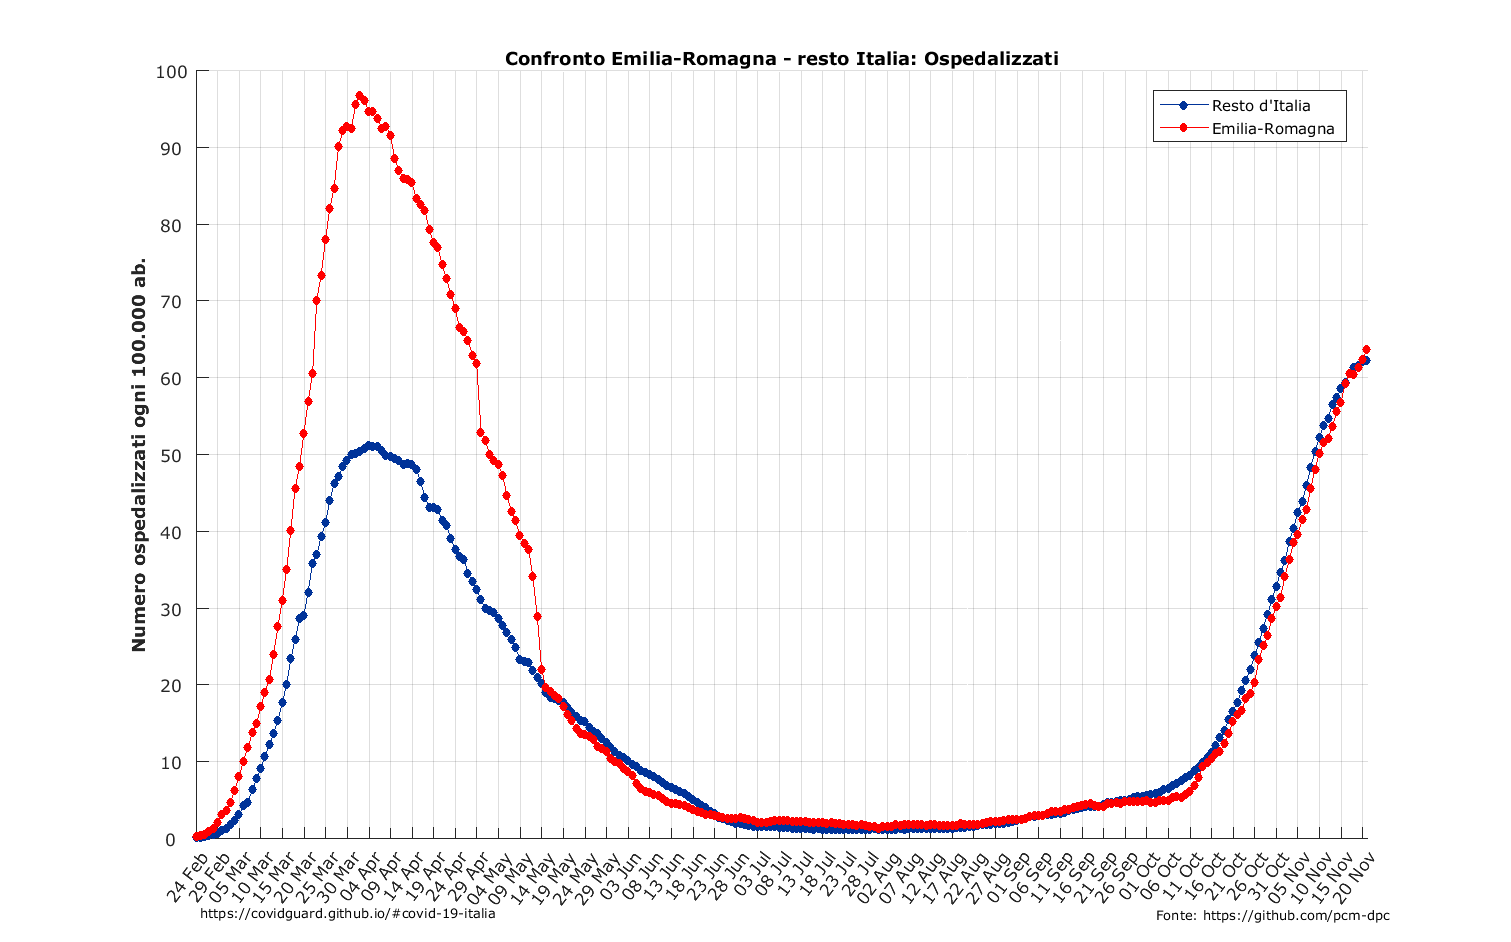 Confronto Emilia-Romagna - resto Italia: Ospedalizzati
Resto d'Italia
Emilia-Romagna
Numero ospedalizzati ogni 100.000 ab.
100
90
80
70
60
50
40
30
20
10
0
24 Feb
29 Feb
05 Mar
10 Mar
15 Mar
20 Mar
25 Mar
30 Mar
04 Apr
09 Apr
14 Apr
19 Apr
24 Apr
29 Apr
04 May
09 May
14 May
19 May
24 May
29 May
03 Jun
08 Jun
13 Jun
18 Jun
23 Jun
28 Jun
03 Jul
08 Jul
13 Jul
18 Jul
23 Jul
28 Jul
02 Aug
07 Aug
12 Aug
17 Aug
22 Aug
27 Aug
01 Sep
06 Sep
11 Sep
16 Sep
21 Sep
26 Sep
01 Oct
06 Oct
11 Oct
16 Oct
21 Oct
26 Oct
31 Oct
05 Nov
10 Nov
15 Nov
20 Nov
https://covidguard.github.io/#covid-19-italia
Fonte: https://github.com/pcm-dpc